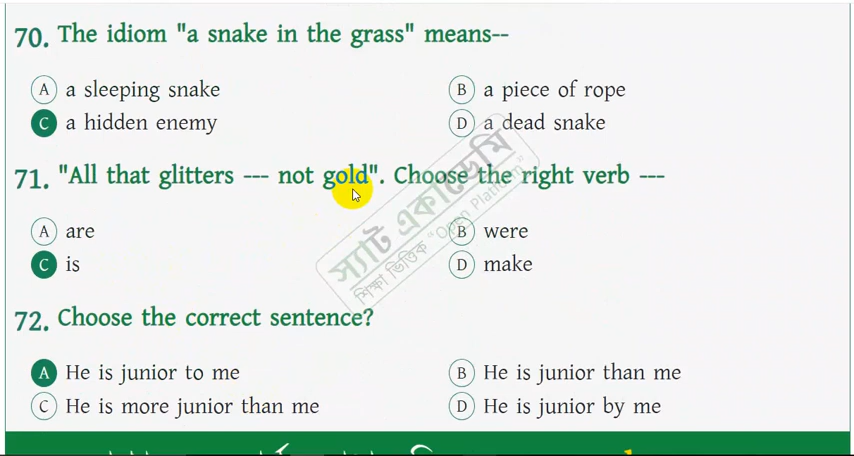 70. The idiom "a snake in the grass" means--
A a sleeping snake B a piece of rope
C a hidden enemy D a dead snake
71. "All that glitters --- not gold". Choose the right verb ---
A are B were
C is D make
স্যাট একাডেমি
শিক্ষা ভিত্তিক "Open Platform"
72. Choose the correct sentence?
A He is junior to me B He is junior than me
C He is more junior than me D He is junior by me